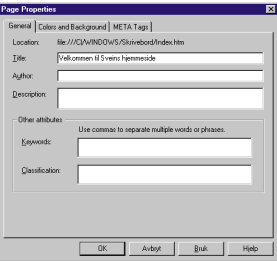 Page Properties
General Colors and Background META Tags
Location: file:///C|/WINDOWS/Skrivebord/Index.htm
Title: Velkommen til Sveins hjemmeside
Author:
Description:
Other attributes
Use commas to separate multiple words or phrases.
Keywords:
Classification:
OK Avbryt Bruk Hjelp